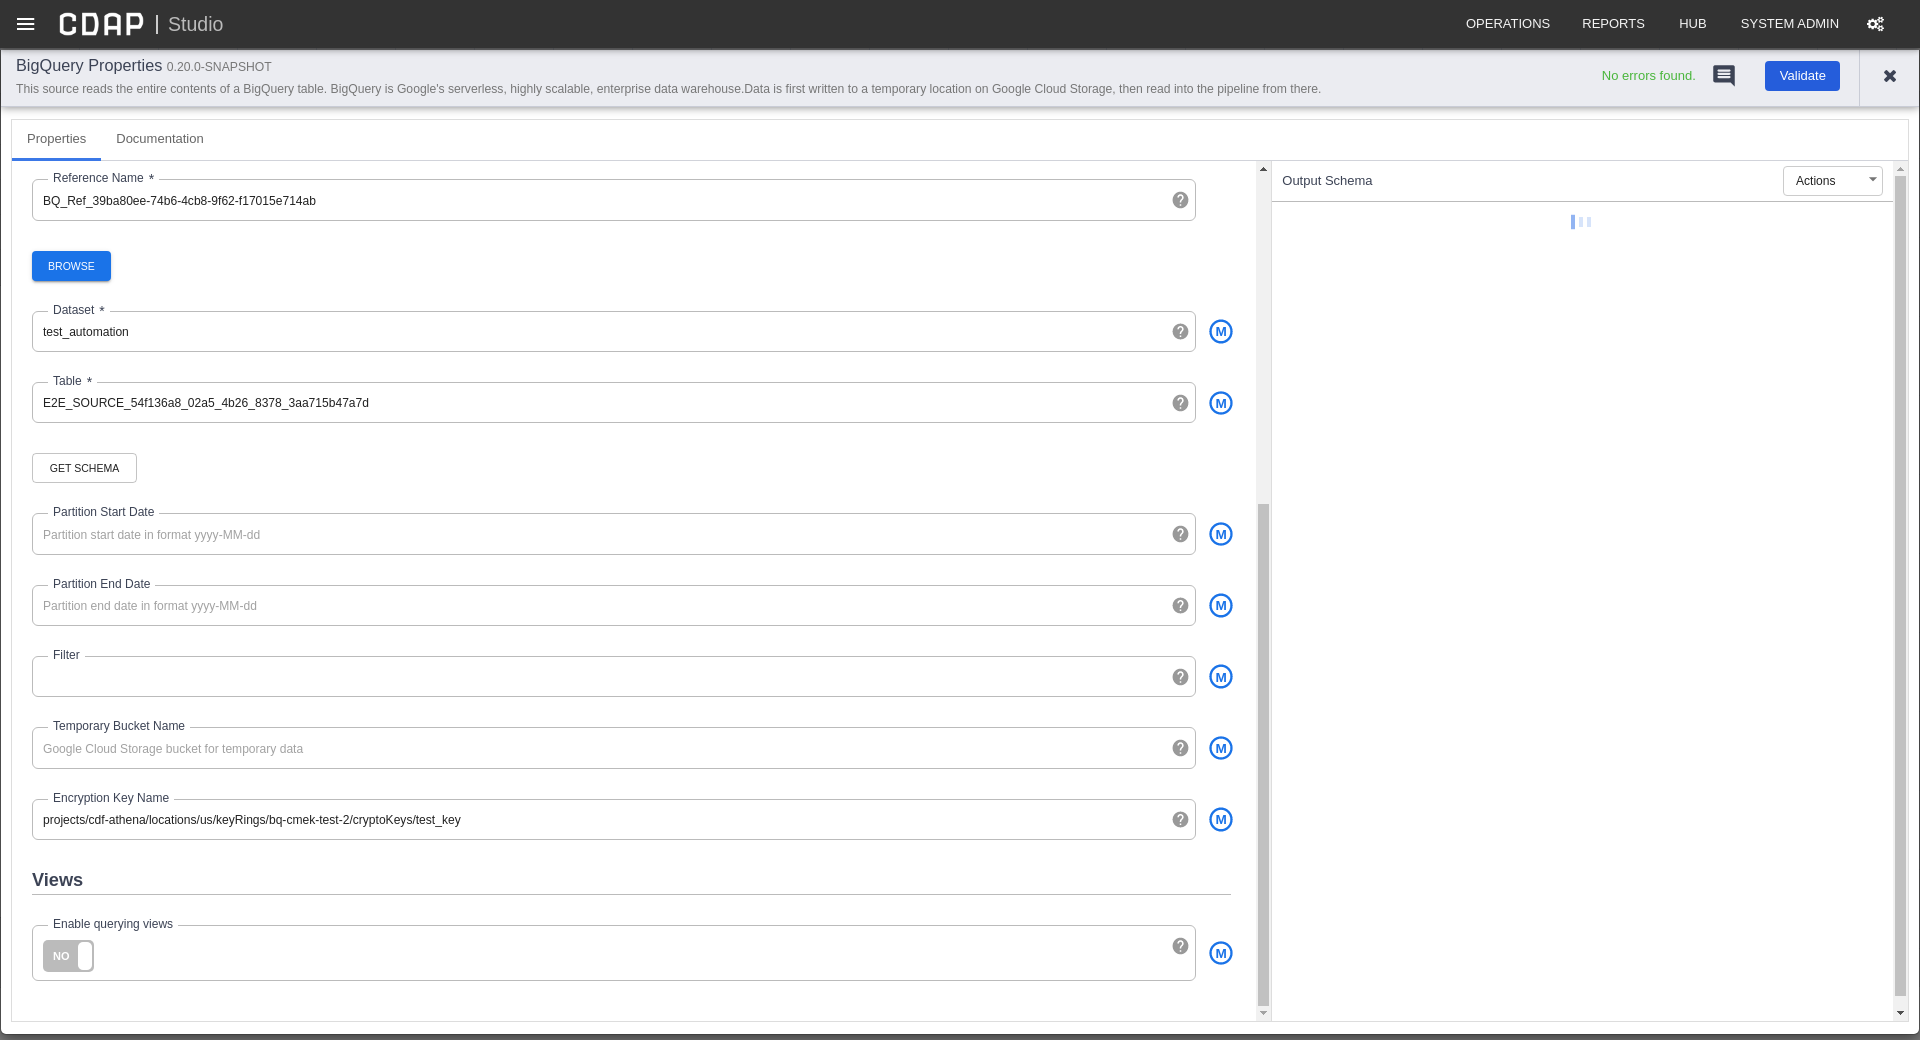 CDAP | Studio
OPERATIONS REPORTS HUB SYSTEM ADMIN
BigQuery Properties 0.20.0-SNAPSHOT
This source reads the entire contents of a BigQuery table. BigQuery is Google's serverless, highly scalable, enterprise data warehouse.Data is first written to a temporary location on Google Cloud Storage, then read into the pipeline from there.
No errors found.
Validate
Properties Documentation
Reference Name *
BQ_Ref_39ba80ee-74b6-4cb8-9f62-f17015e714ab
?
BROWSE
Dataset *
test_automation
? M
Table *
E2E_SOURCE_54f136a8_02a5_4b26_8378_3aa715b47a7d
? M
GET SCHEMA
Partition Start Date
Partition start date in format yyyy-MM-dd
? M
Partition End Date
Partition end date in format yyyy-MM-dd
? M
Filter
? M
Temporary Bucket Name
Google Cloud Storage bucket for temporary data
? M
Encryption Key Name
projects/cdf-athena/locations/us/keyRings/bq-cmek-test-2/cryptoKeys/test_key
? M
Views
Enable querying views
NO
? M
Output Schema
Actions